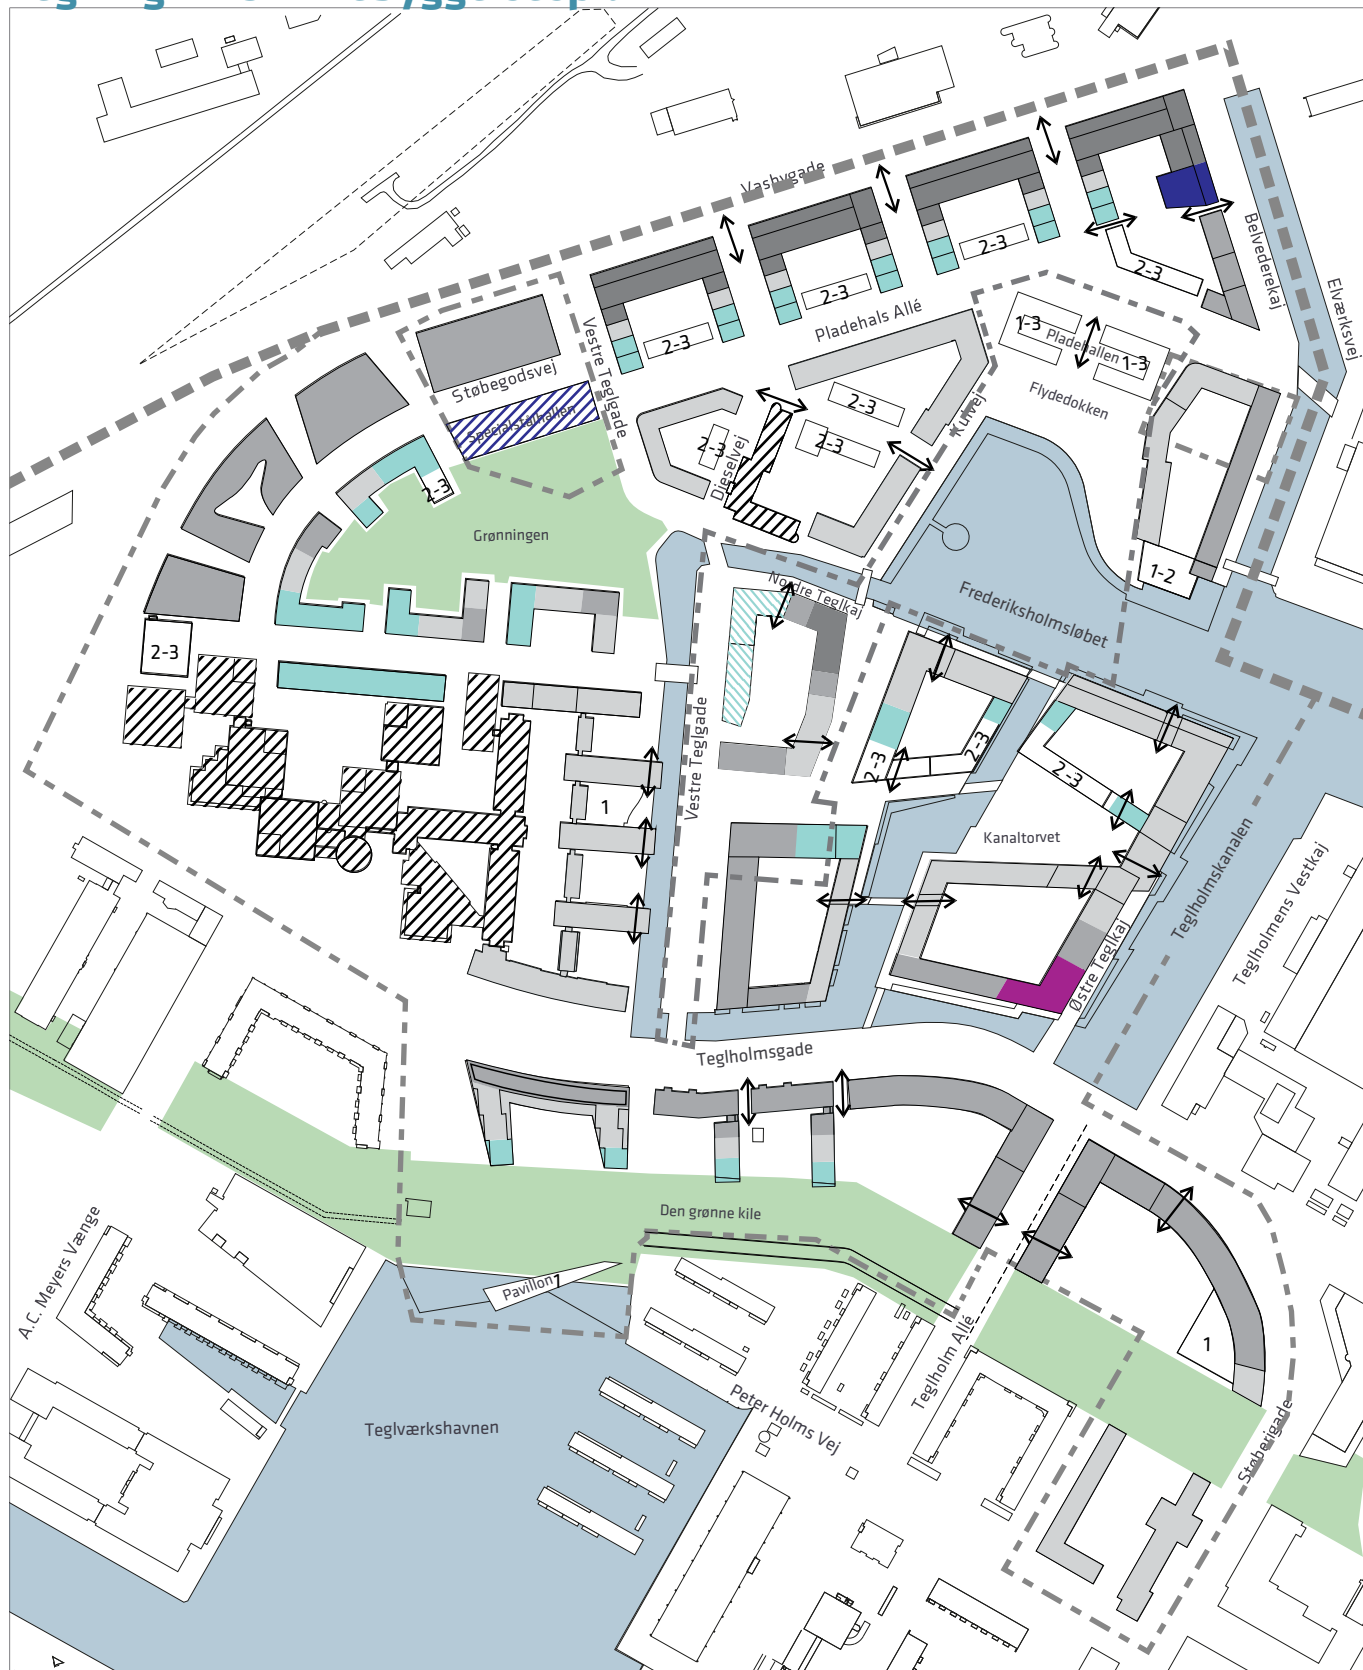 Vasbygade
2-3
Belvederekaj
Elværksvej
2-3
2-3
2-3
Pladehals Allé
2-3
Vestre Teglgade
1-3
Pladehallen
1-3
Støbegodsvej
Specialstålhallen
Flydedokken
2-3
Kulvej
2-3
2-3
Dieselvej
2-3
Grønningen
1-2
Nordre Teglkaj
Frederiksholmsløbet
2-3
2-3
2-3
2-3
Vestre Teglgade
1
Kanaltorvet
Teglholmskanalen
Teglholmens Vestkaj
Østre Teglkaj
Teglholmsgade
Den grønne kile
A.C. Meyers Vænge
Pavillon
1
Teglholm Allé
1
Peter Holms Vej
Teglværkshavnen
Støberigade